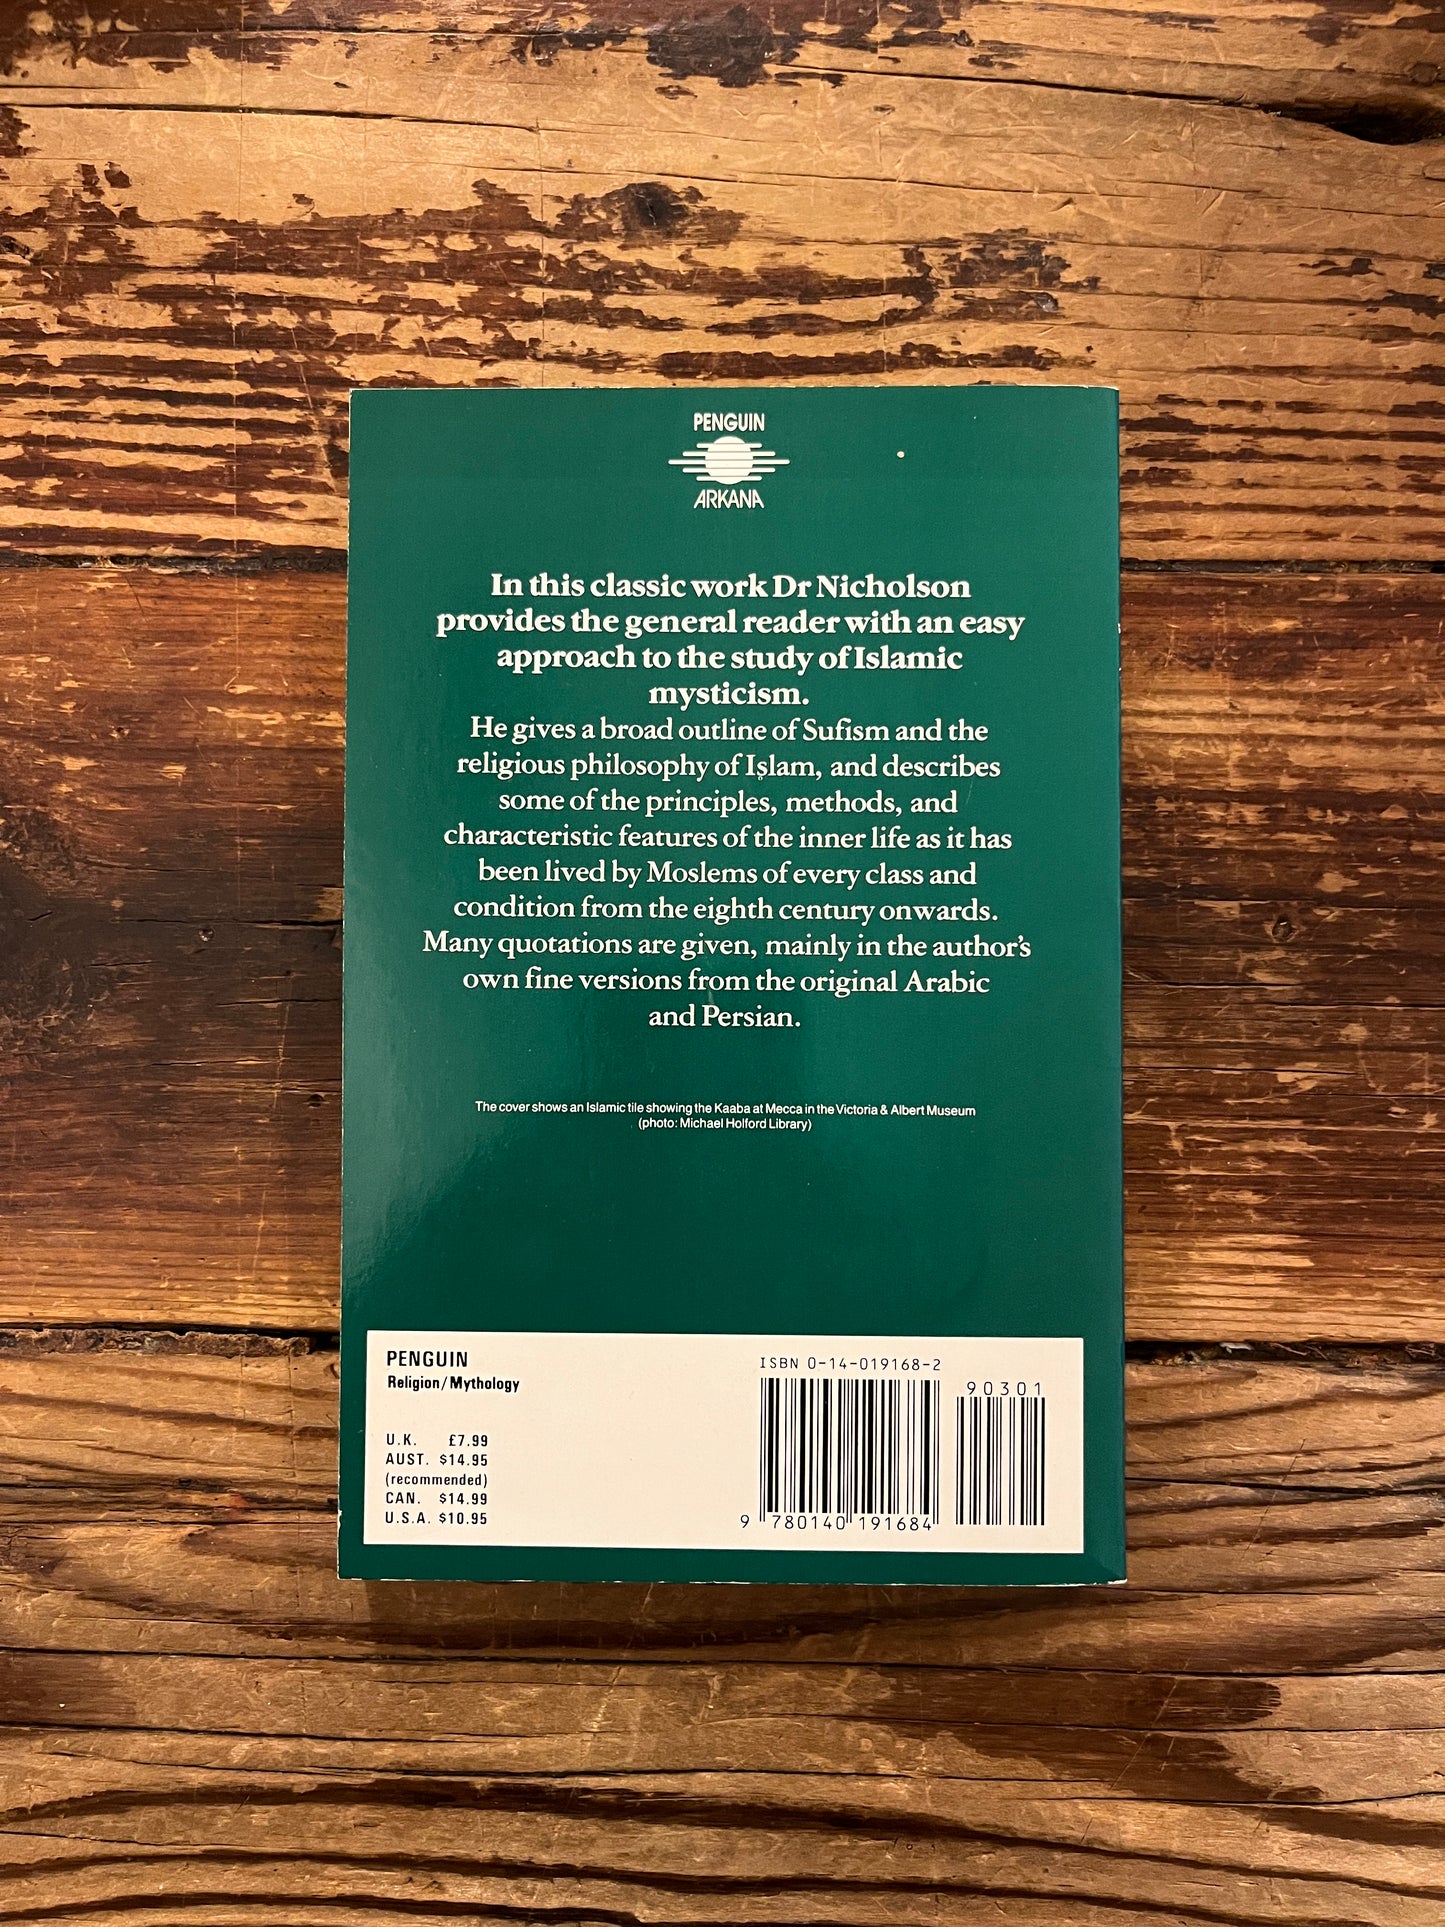 PENGUIN
ARKANA
In this classic work Dr Nicholson
provides the general reader with an easy
approach to the study of Islamic
mysticism.
He gives a broad outline of Sufism and the
religious philosophy of Islam, and describes
some of the principles, methods, and
characteristic features of the inner life as it has
been lived by Moslems of every class and
condition from the eighth century onwards.
Many quotations are given, mainly in the author's
own fine versions from the original Arabic
and Persian.
The cover shows an Islamic tile showing the Kaaba at Mecca in the Victoria & Albert Museum
(photo: Michael Holford Library)
PENGUIN
Religion/Mythology
U.K. £7.99
AUST. $14.95
(recommended)
CAN. $14.99
U.S.A. $10.95
ISBN 0-14-019168-2
90301
9 780140 191684